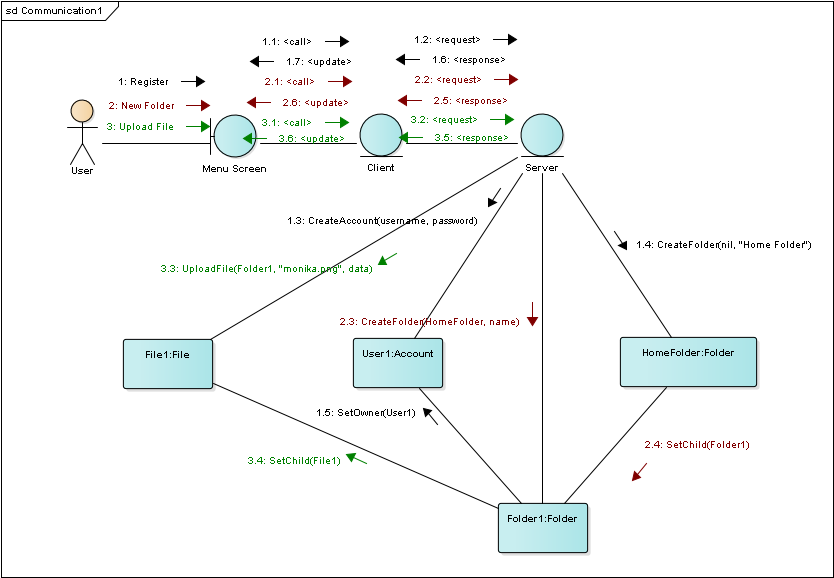 sd Communication1
1.1: <call>
1.2: <request>
1.7: <update>
1.6: <response>
1: Register
2.1: <call>
2.2: <request>
2: New Folder
2.6: <update>
2.5: <response>
3: Upload File
3.1: <call>
3.2: <request>
3.6: <update>
3.5: <response>
User
Menu Screen
Client
Server
1.3: CreateAccount(username, password)
1.4: CreateFolder(nil, "Home Folder")
3.3: UploadFile(Folder1, "monika.png", data)
2.3: CreateFolder(HomeFolder, name)
File1:File
User1:Account
HomeFolder:Folder
1.5: SetOwner(User1)
2.4: SetChild(Folder1)
3.4: SetChild(File1)
Folder1:Folder